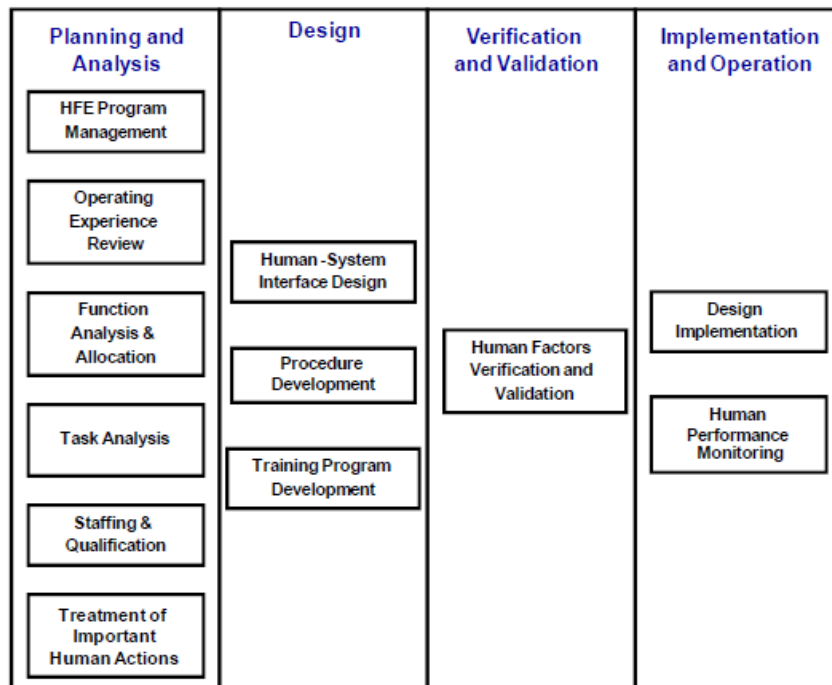 Planning and
Analysis
HFE Program
Management
Operating
Experience
Review
Function
Analysis &
Allocation
Task Analysis
Staffing &
Qualification
Treatment of
Important
Human Actions
Design
Human -System
Interface Design
Procedure
Development
Training Program
Development
Verification
and Validation
Human Factors
Verification and
Validation
Implementation
and Operation
Design
Implementation
Human
Performance
Monitoring